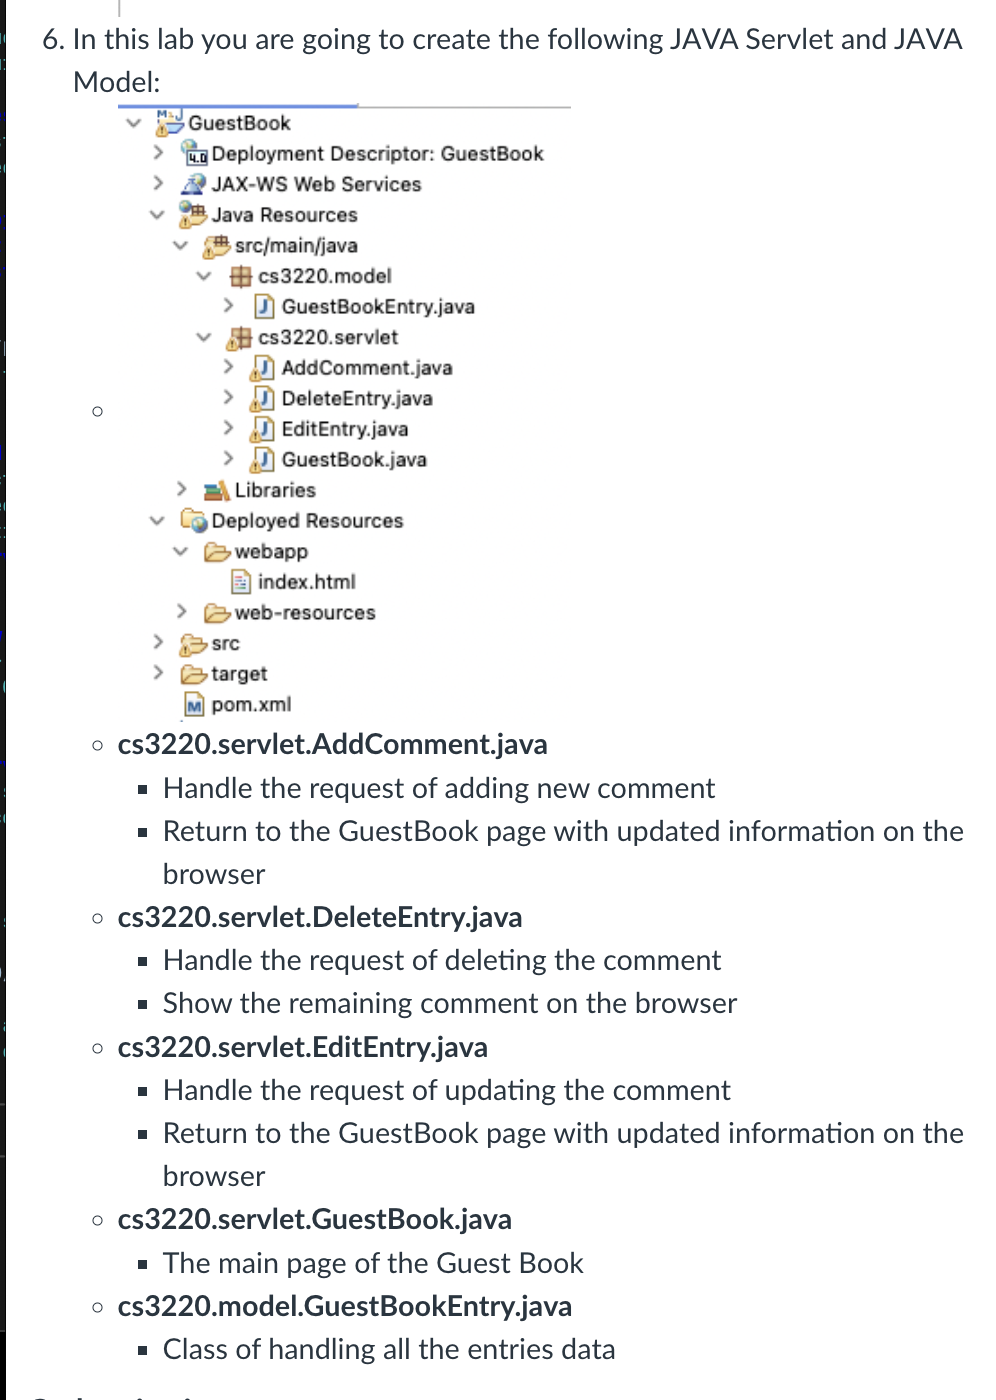 6. In this lab you are going to create the following JAVA Servlet and JAVA
Model:
GuestBook
Deployment Descriptor: GuestBook
JAX-WS Web Services
Java Resources
src/main/java
cs3220.model
GuestBookEntry.java
cs3220.servlet
AddComment.java
DeleteEntry.java
EditEntry.java
GuestBook.java
Libraries
Deployed Resources
webapp
index.html
web-resources
src
target
pom.xml
cs3220.servlet.AddComment.java
Handle the request of adding new comment
Return to the GuestBook page with updated information on the
browser
cs3220.servlet.DeleteEntry.java
Handle the request of deleting the comment
Show the remaining comment on the browser
cs3220.servlet.EditEntry.java
Handle the request of updating the comment
Return to the GuestBook page with updated information on the
browser
cs3220.servlet.GuestBook.java
The main page of the Guest Book
cs3220.model.GuestBookEntry.java
Class of handling all the entries data